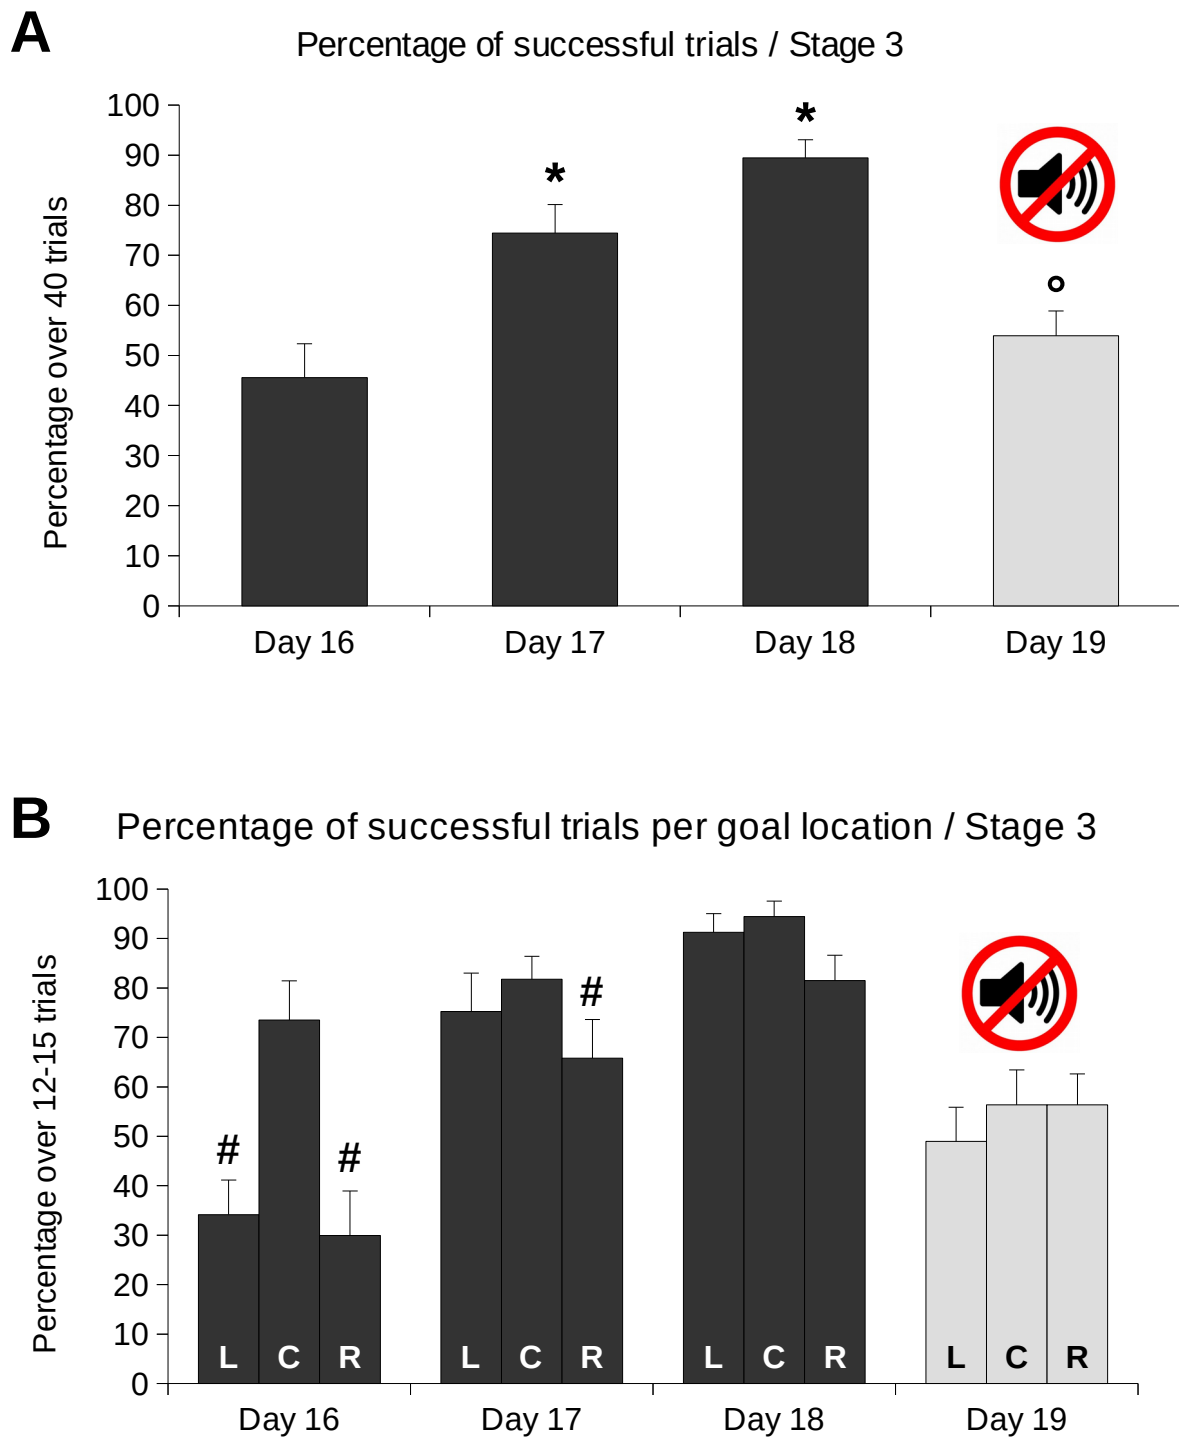 A
Percentage of successful trials / Stage 3
Percentage over 40 trials
100
90
80
70
60
50
40
30
20
10
0
*
*
°
Day 16 Day 17 Day 18 Day 19
B
Percentage of successful trials per goal location / Stage 3
Percentage over 12-15 trials
100
90
80
70
60
50
40
30
20
10
0
# # #
L C R L C R L C R L C R
Day 16 Day 17 Day 18 Day 19